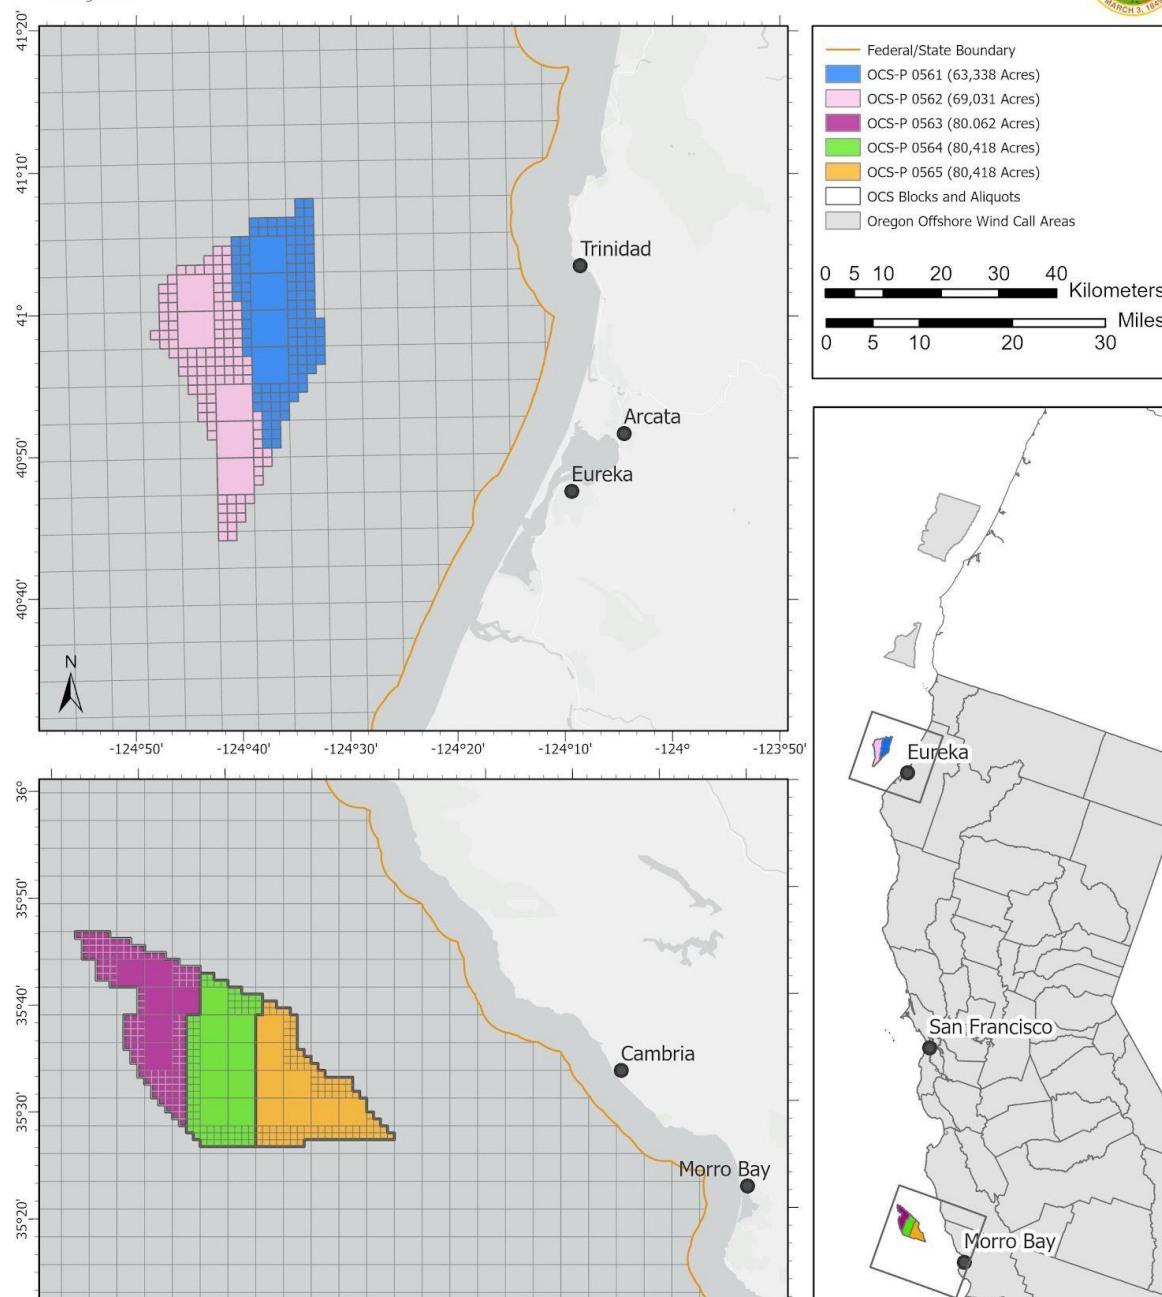 MARCH 3, 1849
41°20'
41°10'
41°
40°50'
40°40'
Trinidad
Arcata
Eureka
N
-124°50'
-124°40'
-124°30'
-124°20'
-124°10'
-124°
-123°50'
Federal/State Boundary
OCS-P 0561 (63,338 Acres)
OCS-P 0562 (69,031 Acres)
OCS-P 0563 (80.062 Acres)
OCS-P 0564 (80,418 Acres)
OCS-P 0565 (80,418 Acres)
OCS Blocks and Aliquots
Oregon Offshore Wind Call Areas
0 5 10 20 30 40
Kilometers
Miles
0 5 10 20 30
36°
35°50'
35°40'
35°30'
35°20'
Cambria
Morro Bay
Eureka
San Francisco
Morro Bay